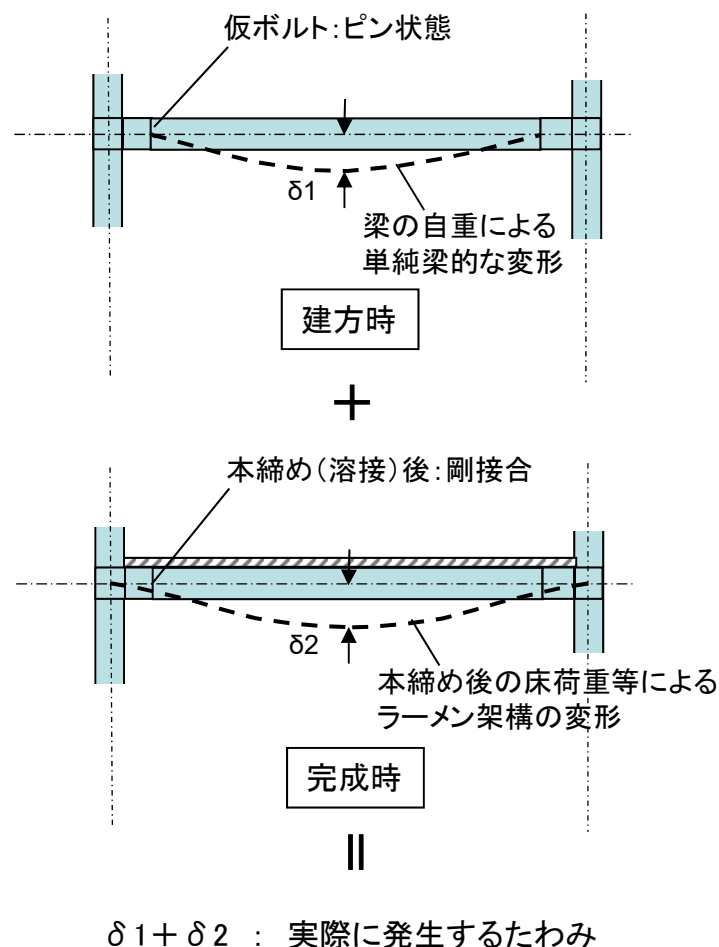 仮ボルト：ピン状態
δ1
梁の自重による
単純梁的な変形
建方時
＋
本締め（溶接）後：剛接合
δ2
本締め後の床荷重等による
ラーメン架構の変形
完成時
＝
δ1＋δ2 ： 実際に発生するたわみ